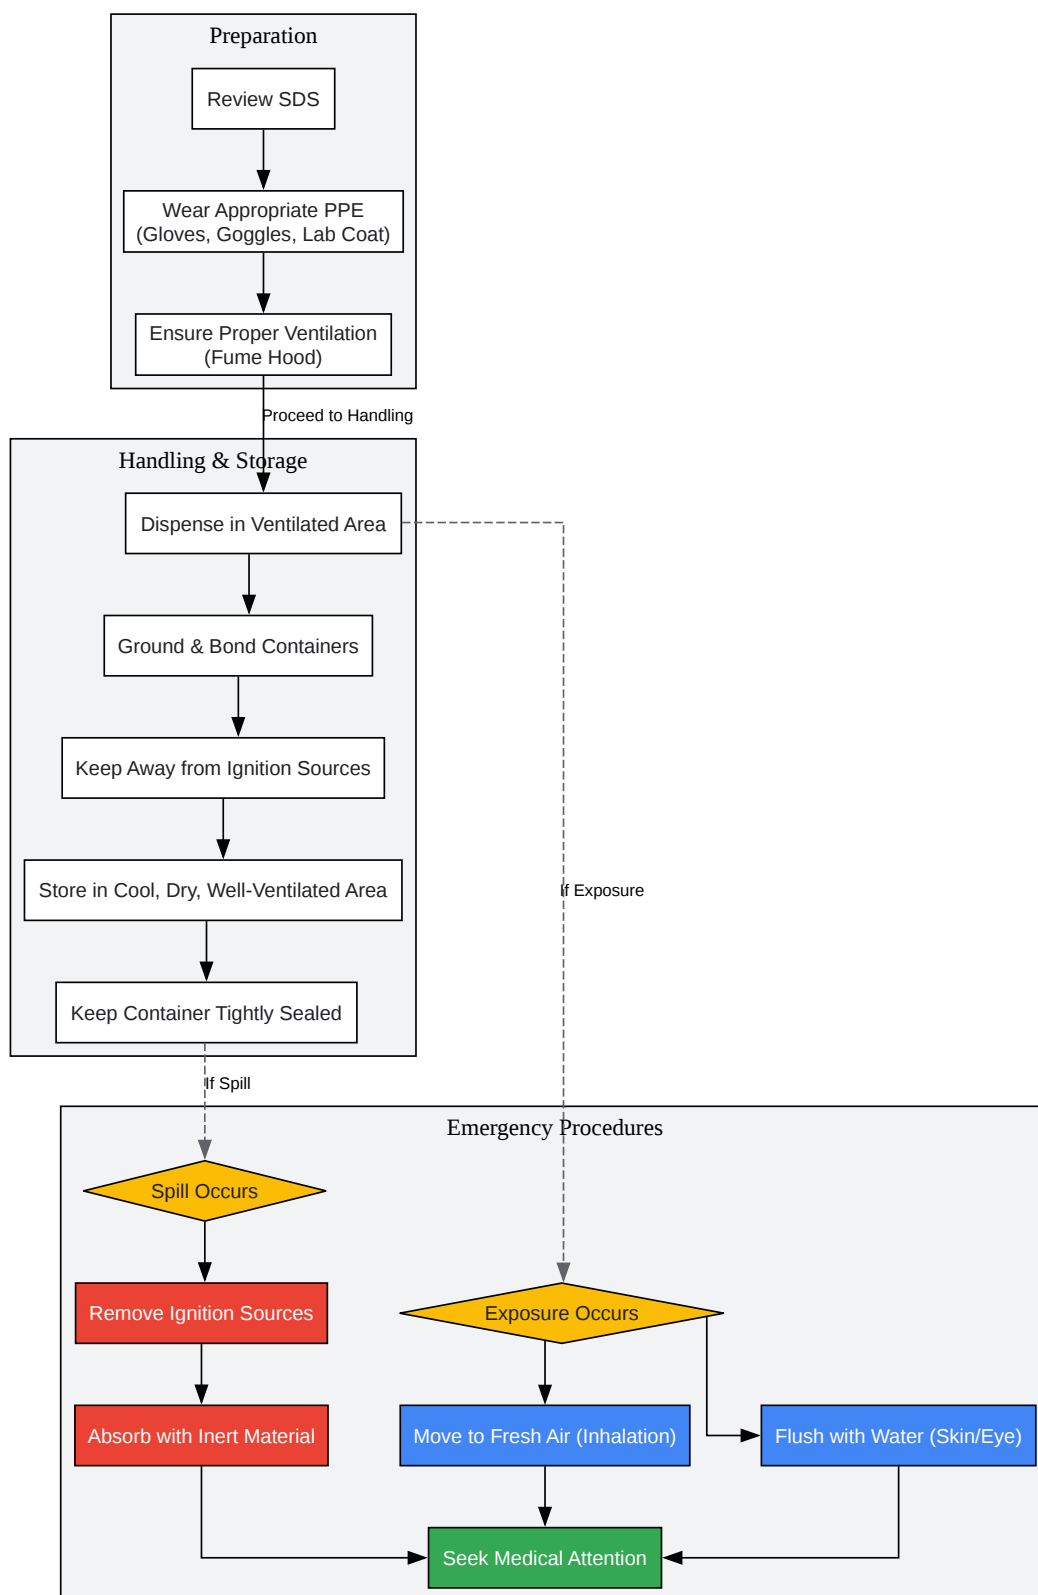 Preparation
Review SDS
Wear Appropriate PPE
(Gloves, Goggles, Lab Coat)
Ensure Proper Ventilation
(Fume Hood)
Proceed to Handling
Handling & Storage
Dispense in Ventilated Area
Ground & Bond Containers
Keep Away from Ignition Sources
Store in Cool, Dry, Well-Ventilated Area
If Exposure
Keep Container Tightly Sealed
If Spill
Emergency Procedures
Spill Occurs
Remove Ignition Sources
Exposure Occurs
Absorb with Inert Material
Move to Fresh Air (Inhalation)
Flush with Water (Skin/Eye)
Seek Medical Attention